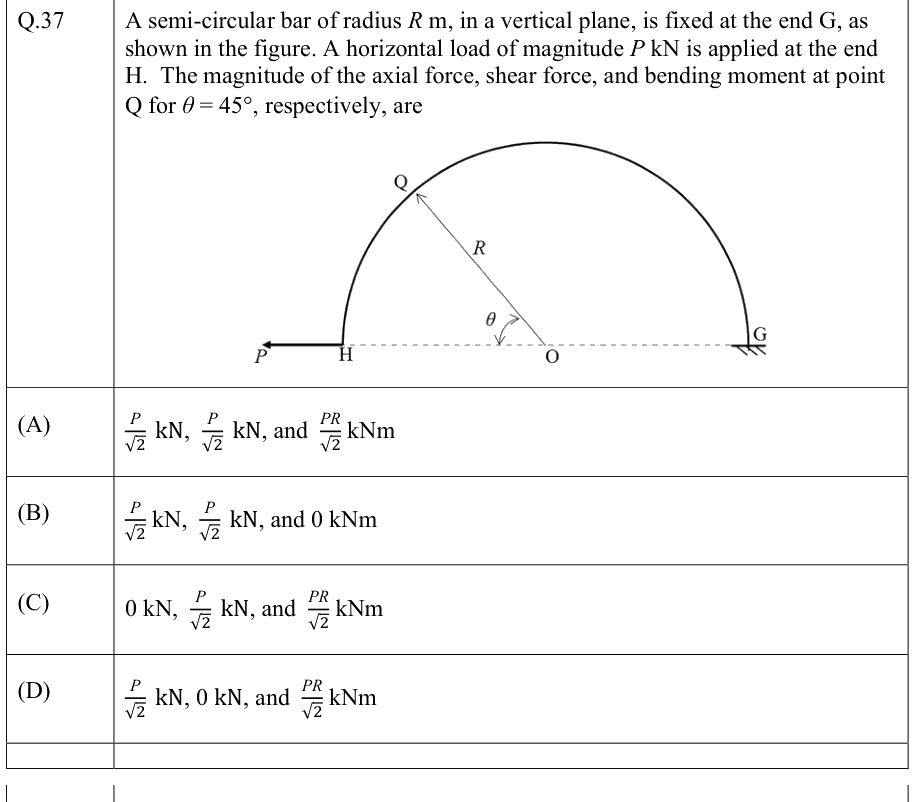 Q.37
A semi-circular bar of radius R m, in a vertical plane, is fixed at the end G, as
shown in the figure. A horizontal load of magnitude P kN is applied at the end
H. The magnitude of the axial force, shear force, and bending moment at point
Q for θ = 45°, respectively, are
Q
R
θ
G
P
H
O
(A)
P/√2 kN, P/√2 kN, and PR/√2 kNm
(B)
P/√2 kN, P/√2 kN, and 0 kNm
(C)
0 kN, P/√2 kN, and PR/√2 kNm
(D)
P/√2 kN, 0 kN, and PR/√2 kNm